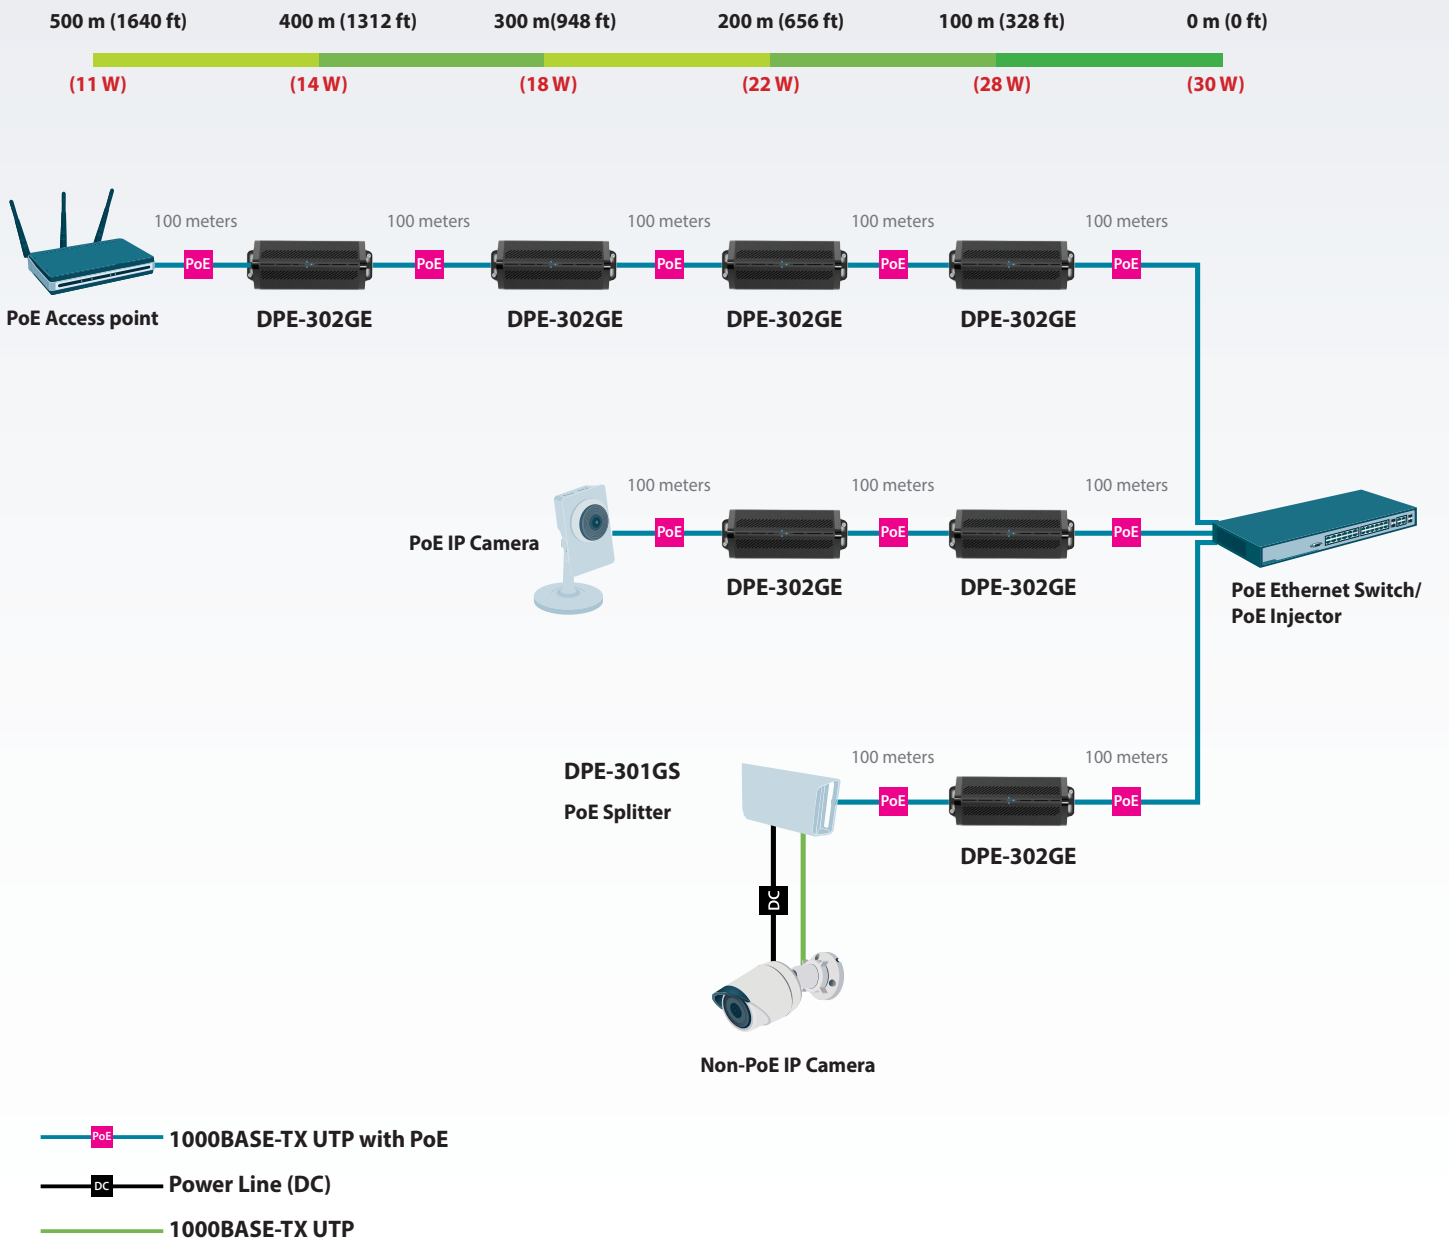 500 m (1640 ft) 400 m (1312 ft) 300 m(948 ft) 200 m (656 ft) 100 m (328 ft) 0 m (0 ft)
(11 W) (14 W) (18 W) (22 W) (28 W) (30 W)
100 meters 100 meters 100 meters 100 meters 100 meters
PoE PoE PoE PoE PoE
PoE Access point DPE-302GE DPE-302GE DPE-302GE DPE-302GE
100 meters 100 meters 100 meters
PoE IP Camera PoE PoE PoE
DPE-302GE DPE-302GE
PoE Ethernet Switch/
PoE Injector
100 meters 100 meters
DPE-301GS
PoE Splitter
PoE PoE
DPE-302GE
DC
Non-PoE IP Camera
PoE 1000BASE-TX UTP with PoE
DC Power Line (DC)
1000BASE-TX UTP